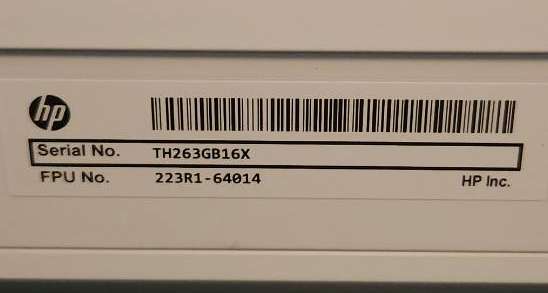 hp
Serial No. TH263GB16X
FPU No. 223R1-64014 HP Inc.